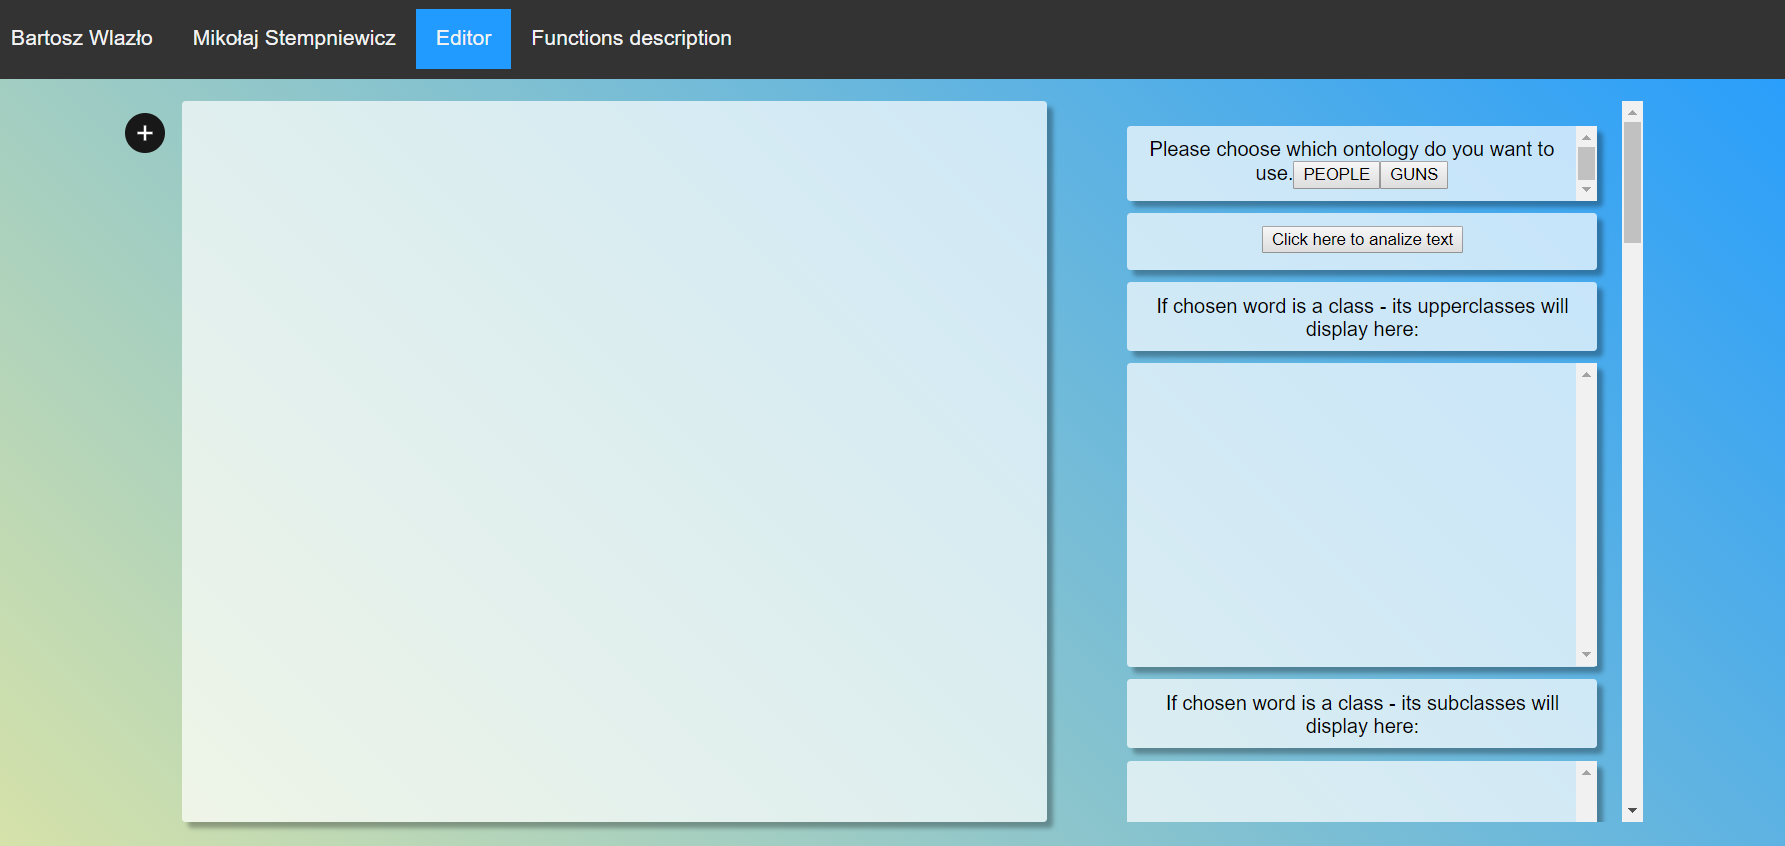 Bartosz Wlazło Mikołaj Stempniewicz Editor Functions description
+
Please choose which ontology do you want to
use. PEOPLE GUNS
Click here to analize text
If chosen word is a class - its upperclasses will
display here:
If chosen word is a class - its subclasses will
display here: